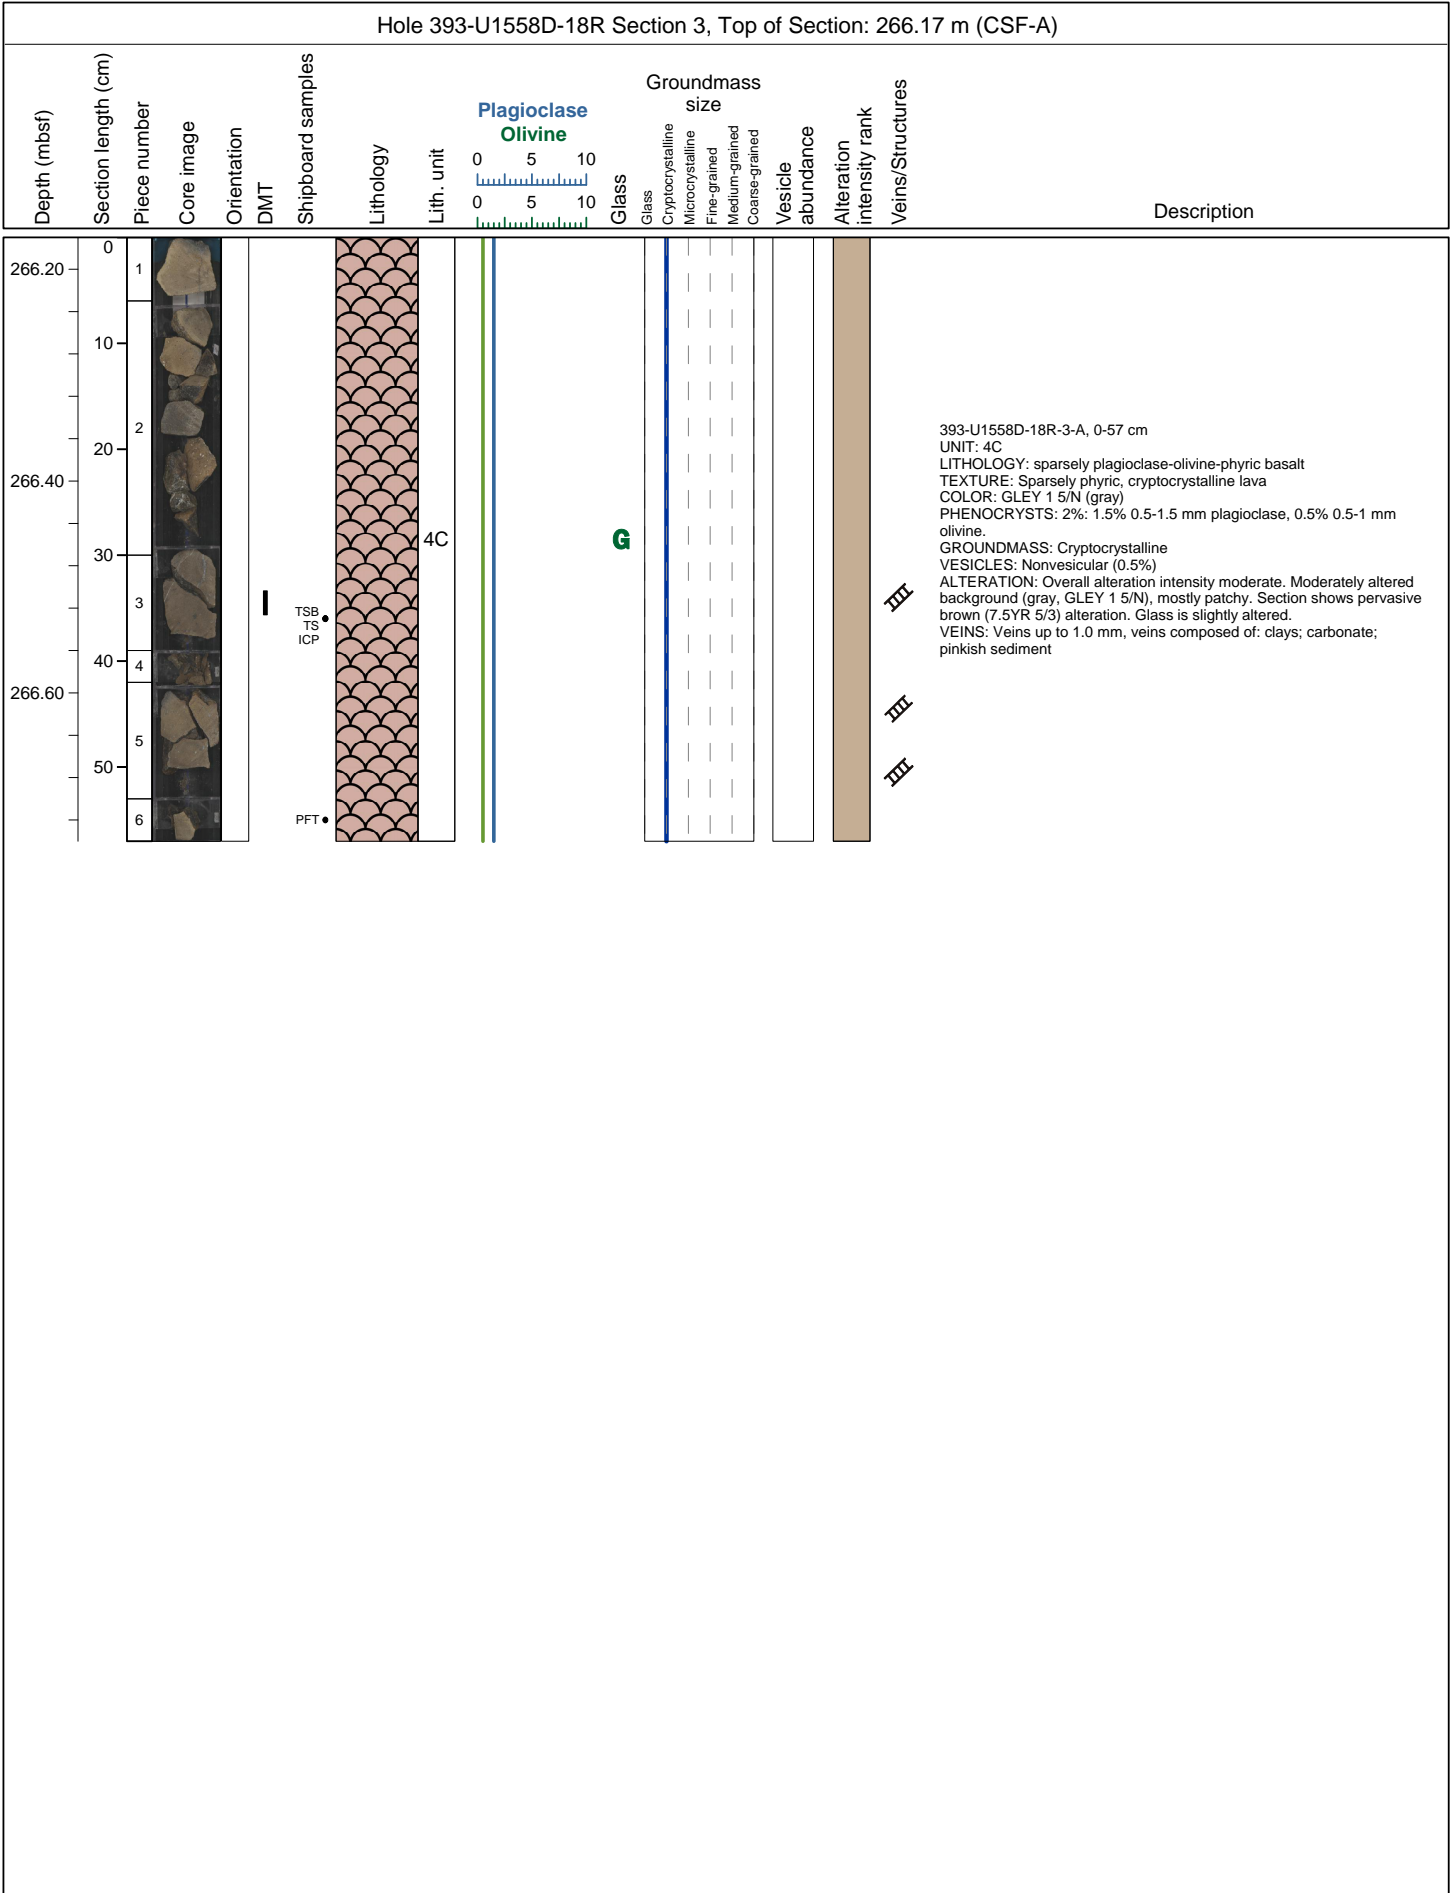 Hole 393-U1558D-18R Section 3, Top of Section: 266.17 m (CSF-A)
Depth (mbsf)
Section length (cm)
Piece number
Core image
Orientation
DMT
Shipboard samples
Lithology
Lith. unit
Plagioclase
Olivine
0 5 10
0 5 10
Glass
Groundmass
size
Glass
Cryptocrystalline
Microcrystalline
Fine-grained
Medium-grained
Coarse-grained
Vesicle
abundance
Alteration
intensity rank
Veins/Structures
Description
266.20
266.40
266.60
0
10
20
30
40
50
1
2
3
4
5
6
TSB
TS
ICP
PFT
4C
G
393-U1558D-18R-3-A, 0-57 cm
UNIT: 4C
LITHOLOGY: sparsely plagioclase-olivine-phyric basalt
TEXTURE: Sparsely phyric, cryptocrystalline lava
COLOR: GLEY 1 5/N (gray)
PHENOCRYSTS: 2%: 1.5% 0.5-1.5 mm plagioclase, 0.5% 0.5-1 mm
olivine.
GROUNDMASS: Cryptocrystalline
VESICLES: Nonvesicular (0.5%)
ALTERATION: Overall alteration intensity moderate. Moderately altered
background (gray, GLEY 1 5/N), mostly patchy. Section shows pervasive
brown (7.5YR 5/3) alteration. Glass is slightly altered.
VEINS: Veins up to 1.0 mm, veins composed of: clays; carbonate;
pinkish sediment